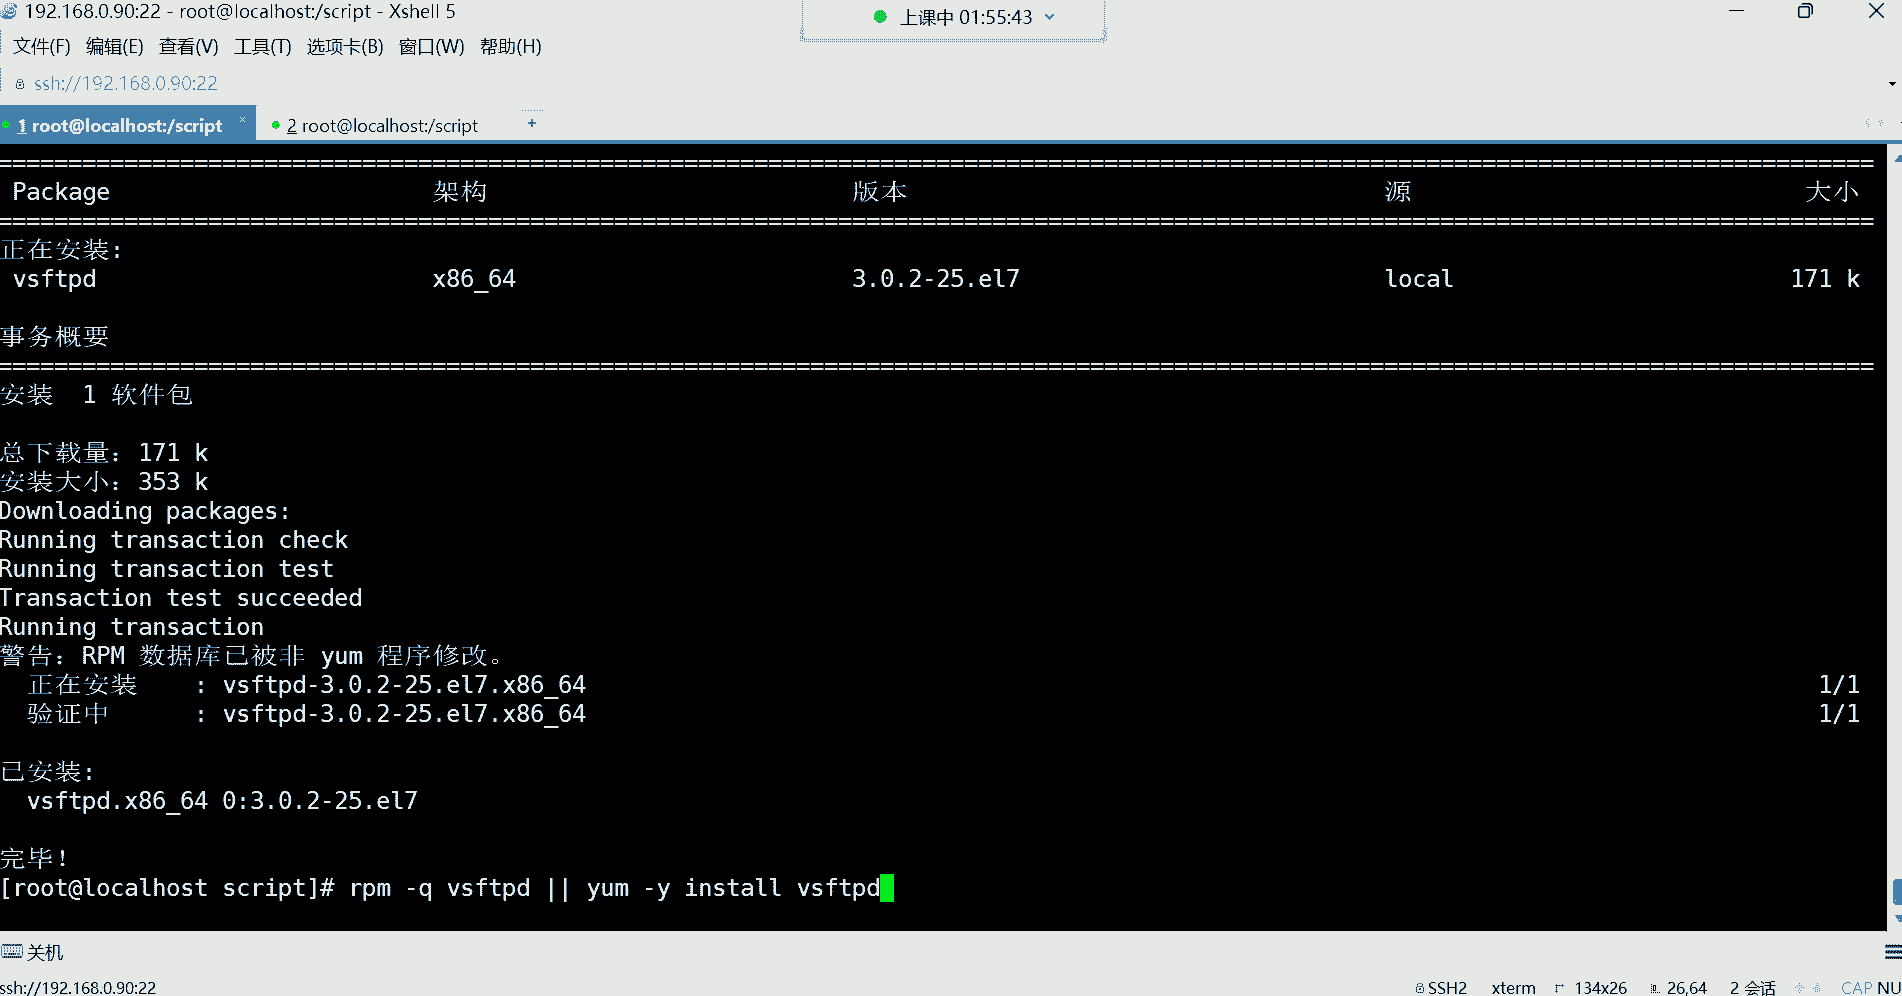 192.168.0.90:22 - root@localhost:/script - Xshell 5
上课中 01:55:43
文件(F) 编辑(E) 查看(V) 工具(T) 选项卡(B) 窗口(W) 帮助(H)
ssh://192.168.0.90:22
1 root@localhost:/script × 2 root@localhost:/script +
Package 架构 版本 源 大小
正在安装:
vsftpd x86_64 3.0.2-25.el7 local 171 k
事务概要
安装 1 软件包
总下载量：171 k
安装大小：353 k
Downloading packages:
Running transaction check
Running transaction test
Transaction test succeeded
Running transaction
警告：RPM 数据库已被非 yum 程序修改。
正在安装 : vsftpd-3.0.2-25.el7.x86_64 1/1
验证中 : vsftpd-3.0.2-25.el7.x86_64 1/1
已安装:
vsftpd.x86_64 0:3.0.2-25.el7
完毕！
[root@localhost script]# rpm -q vsftpd || yum -y install vsftpd
关机
ssh://192.168.0.90:22 SSH2 xterm 134x26 26,64 2 会话 CAP NU